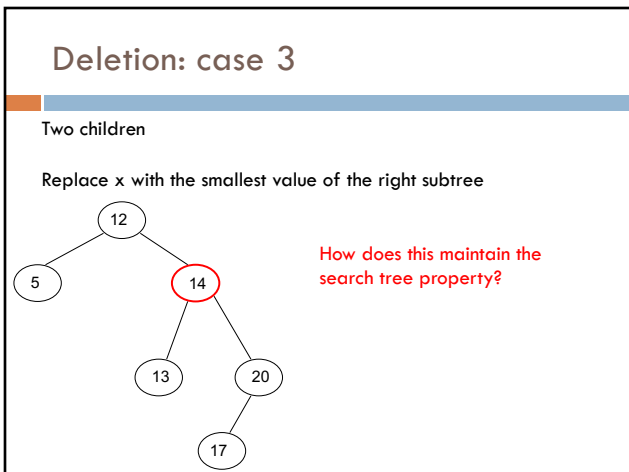 Deletion: case 3
Two children
Replace x with the smallest value of the right subtree
12
How does this maintain the
search tree property?
5
14
13
20
17